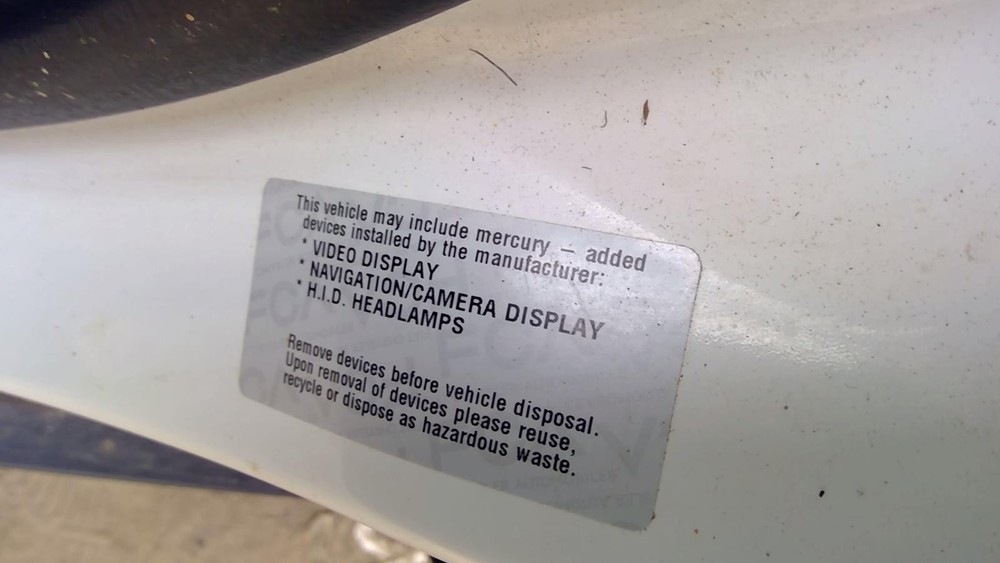 This vehicle may include mercury – added
devices installed by the manufacturer:
* VIDEO DISPLAY
* NAVIGATION/CAMERA DISPLAY
* H.I.D. HEADLAMPS
Remove devices before vehicle disposal.
Upon removal of devices please reuse,
recycle or dispose as hazardous waste.